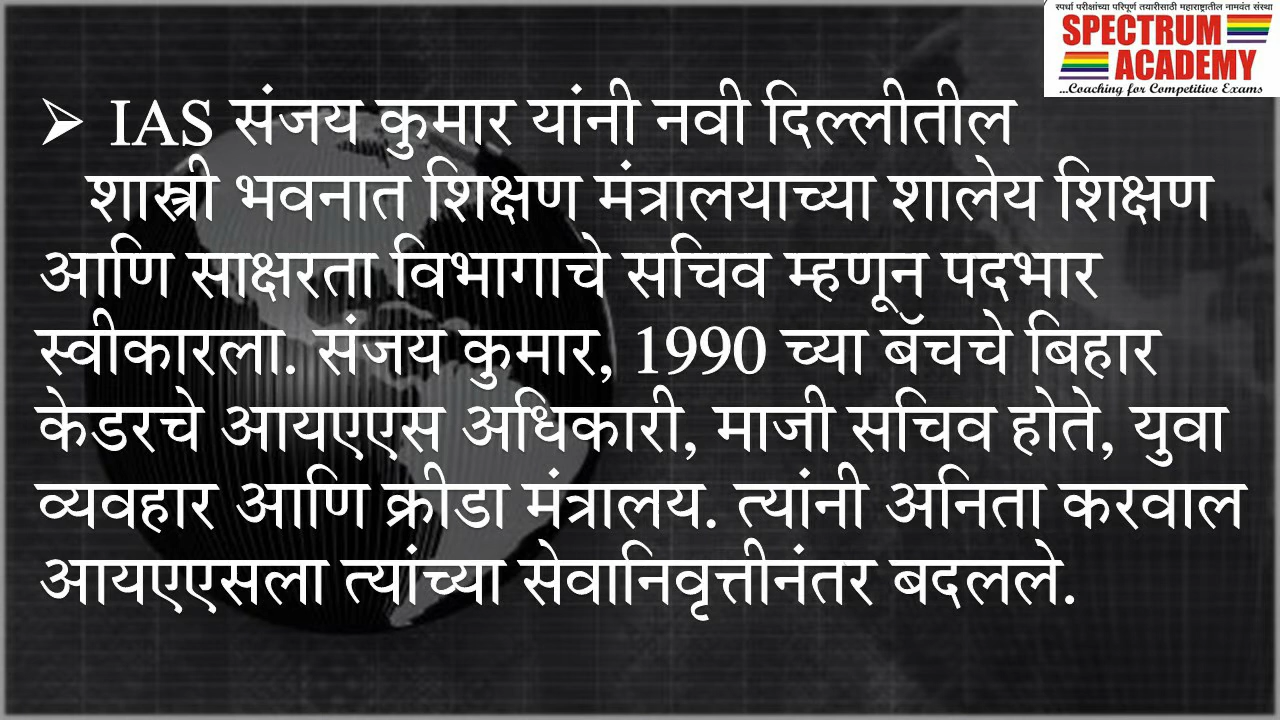 स्पर्धा परीक्षांच्या परिपूर्ण तयारीसाठी महाराष्ट्रातील नामवंत संस्था
SPECTRUM
ACADEMY
...Coaching for Competitive Exams
➢ IAS संजय कुमार यांनी नवी दिल्लीतील
शास्त्री भवनात शिक्षण मंत्रालयाच्या शालेय शिक्षण
आणि साक्षरता विभागाचे सचिव म्हणून पदभार
स्वीकारला. संजय कुमार, 1990 च्या बॅचचे बिहार
केडरचे आयएएस अधिकारी, माजी सचिव होते, युवा
व्यवहार आणि क्रीडा मंत्रालय. त्यांनी अनिता करवाल
आयएएसला त्यांच्या सेवानिवृत्तीनंतर बदलले.